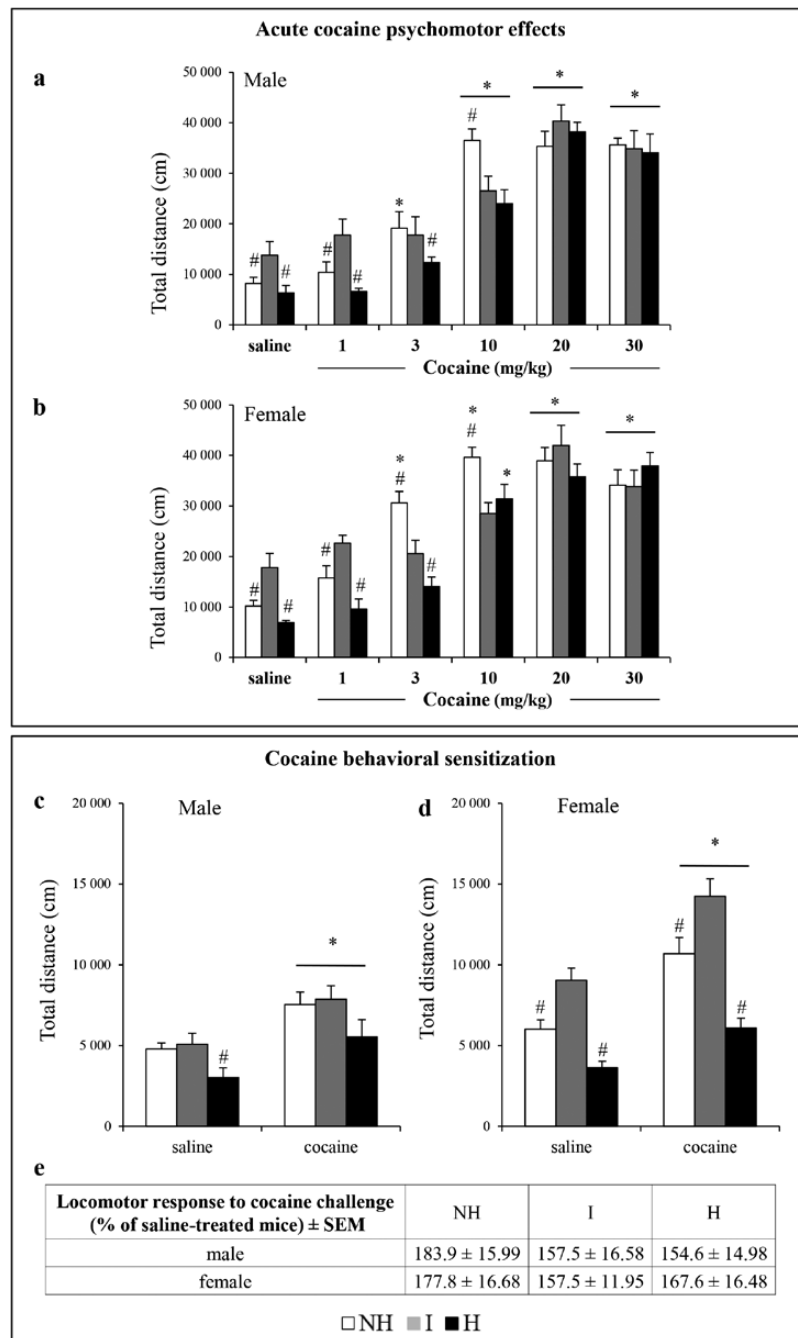 Acute cocaine psychomotor effects
a
Male
50 000
40 000
30 000
20 000
10 000
0
Total distance (cm)
# # # # * # # * * *
saline 1 3 10 20 30
Cocaine (mg/kg)
b
Female
50 000
40 000
30 000
20 000
10 000
0
Total distance (cm)
# # # # * # # * # * * *
saline 1 3 10 20 30
Cocaine (mg/kg)
Cocaine behavioral sensitization
c
Male
20 000
15 000
10 000
5 000
0
Total distance (cm)
# *
saline cocaine
d
Female
20 000
15 000
10 000
5 000
0
Total distance (cm)
# # # * #
saline cocaine
e
Locomotor response to cocaine challenge
(% of saline-treated mice) ± SEM
NH I H
male 183.9 ± 15.99 157.5 ± 16.58 154.6 ± 14.98
female 177.8 ± 16.68 157.5 ± 11.95 167.6 ± 16.48
NH I H